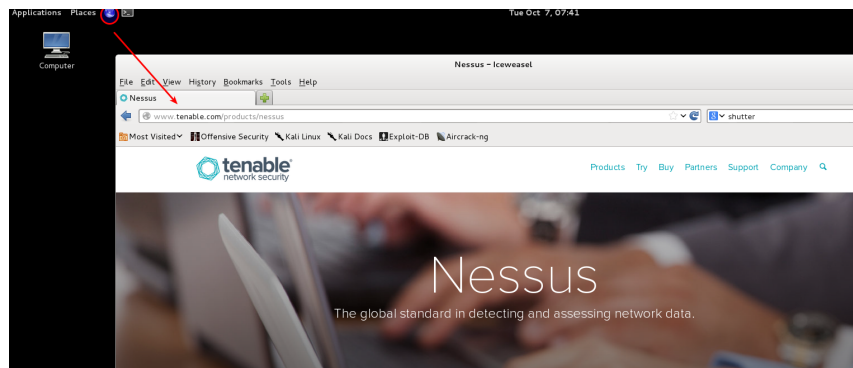 Applications Places Tue Oct 7, 07:41
Computer
Nessus - Iceweasel
File Edit View History Bookmarks Tools Help
Nessus
www.tenable.com/products/nessus shutter
Most Visited Offensive Security Kali Linux Kali Docs Exploit-DB Aircrack-ng
tenable
network security
Products Try Buy Partners Support Company
Nessus
The global standard in detecting and assessing network data.